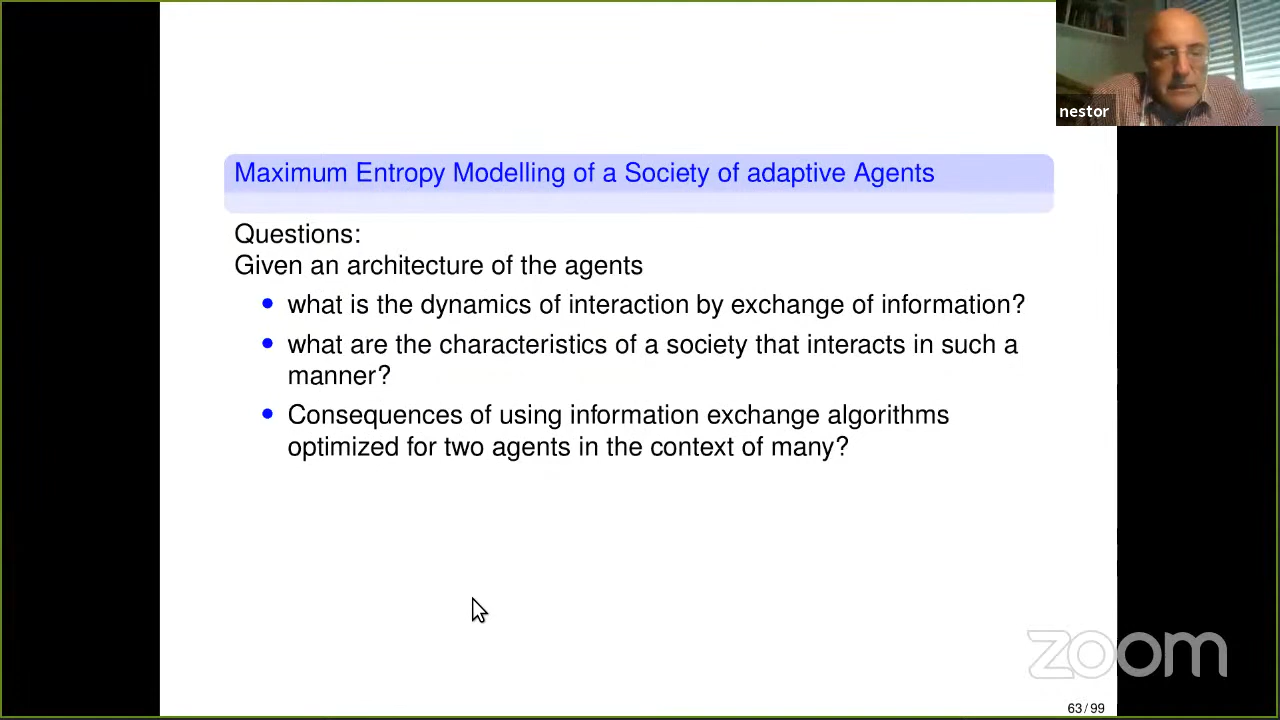 nestor
Maximum Entropy Modelling of a Society of adaptive Agents
Questions:
Given an architecture of the agents
what is the dynamics of interaction by exchange of information?
what are the characteristics of a society that interacts in such a
manner?
Consequences of using information exchange algorithms
optimized for two agents in the context of many?
zoom
63/99